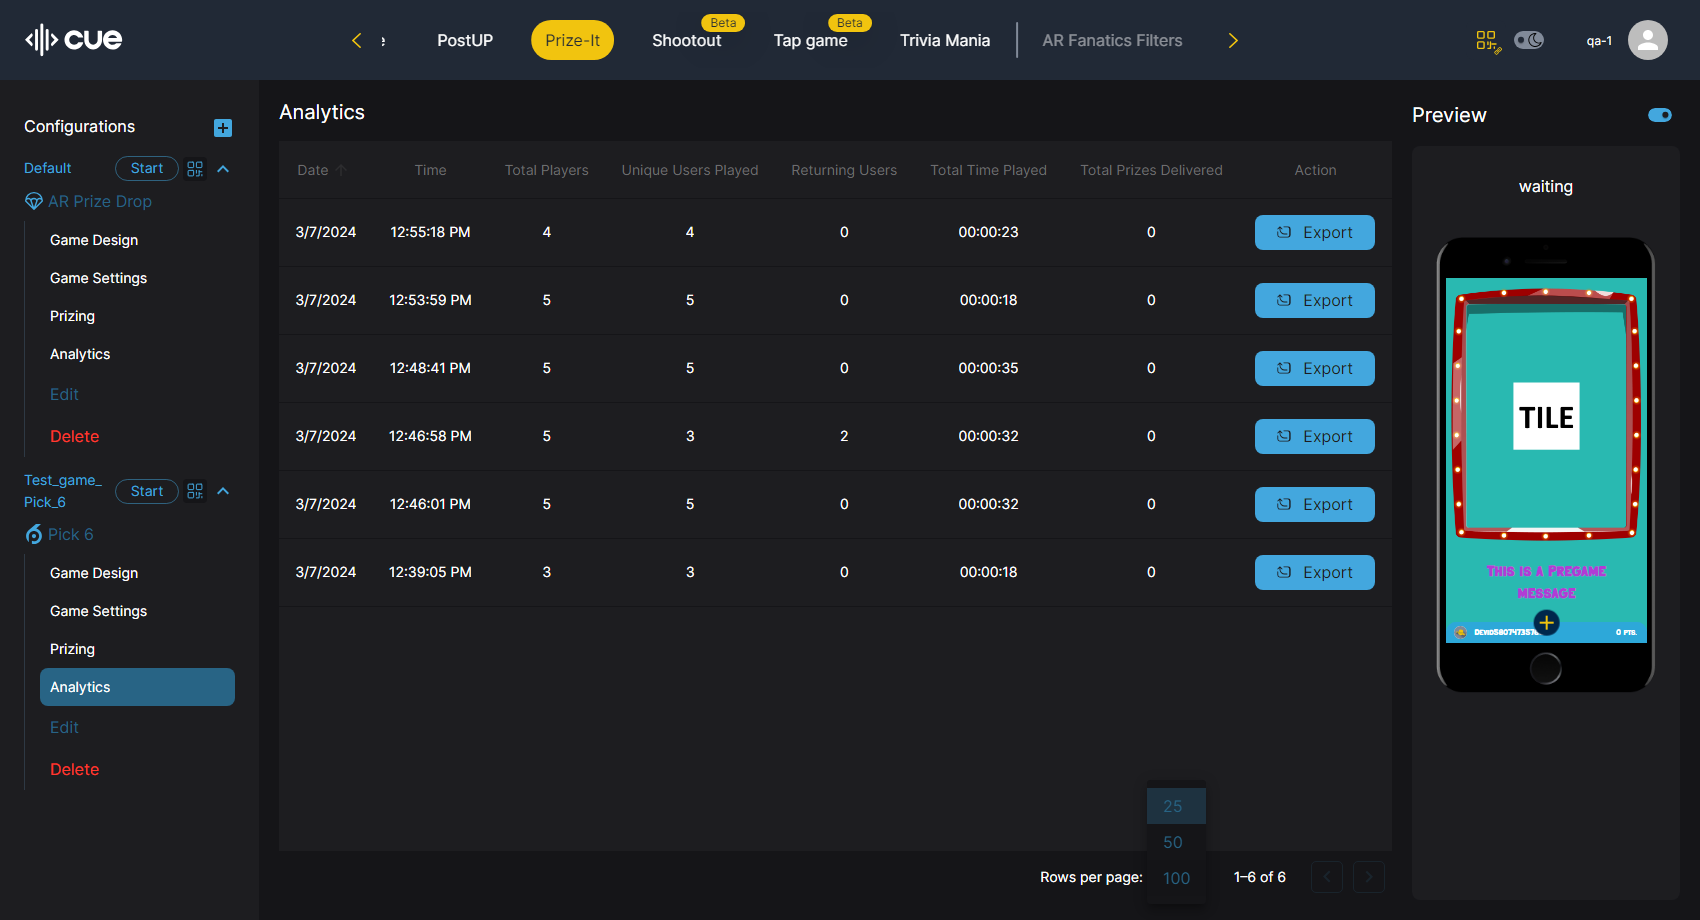 cue
PostUP
Prize-It
Beta
Shootout
Beta
Tap game
Trivia Mania
AR Fanatics Filters
qa-1
Configurations
Default
Start
AR Prize Drop
Game Design
Game Settings
Prizing
Analytics
Edit
Delete
Test_game_
Pick_6
Start
Pick 6
Game Design
Game Settings
Prizing
Analytics
Edit
Delete
Analytics
Date Time Total Players Unique Users Played Returning Users Total Time Played Total Prizes Delivered Action
3/7/2024 12:55:18 PM 4 4 0 00:00:23 0 Export
3/7/2024 12:53:59 PM 5 5 0 00:00:18 0 Export
3/7/2024 12:48:41 PM 5 5 0 00:00:35 0 Export
3/7/2024 12:46:58 PM 5 3 2 00:00:32 0 Export
3/7/2024 12:46:01 PM 5 5 0 00:00:32 0 Export
3/7/2024 12:39:05 PM 3 3 0 00:00:18 0 Export
25
50
100
Rows per page:
1–6 of 6
Preview
waiting
TILE
THIS IS A PREGAME
MESSAGE
0 PTS.